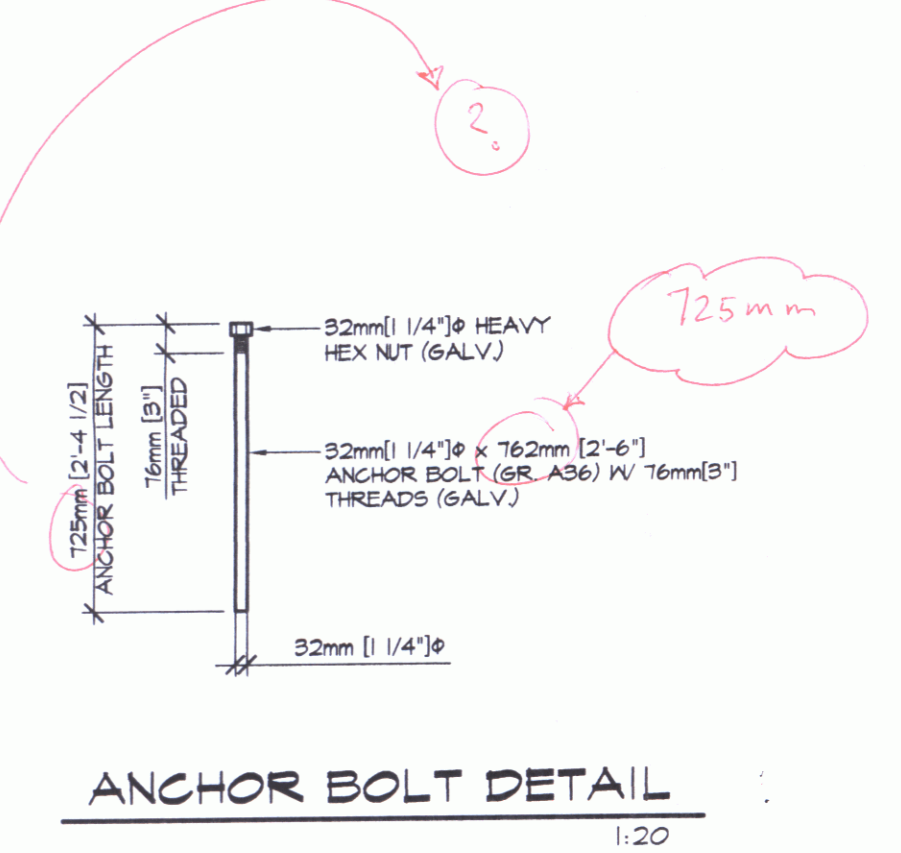 2.
725mm
32mm[1 1/4"]Φ HEAVY
HEX NUT (GALV.)
725mm [2'-4 1/2]
ANCHOR BOLT LENGTH
76mm [3"]
THREADED
32mm[1 1/4"]Φ x 762mm [2'-6"]
ANCHOR BOLT (GR. A36) W/ 76mm[3"]
THREADS (GALV.)
32mm [1 1/4"]Φ
ANCHOR BOLT DETAIL
1:20